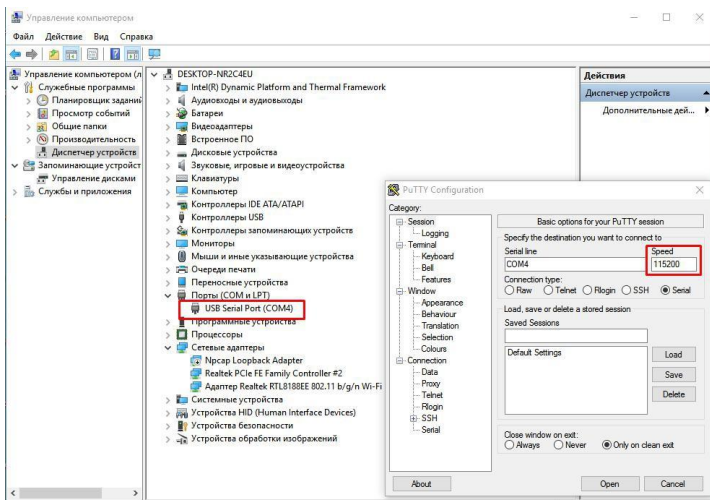 Управление компьютером
Файл Действие Вид Справка
Управление компьютером (л
Служебные программы
Планировщик заданий
Просмотр событий
Общие папки
Производительность
Диспетчер устройств
Запоминающие устройст
Управление дисками
Службы и приложения
DESKTOP-NR2C4EU
Intel(R) Dynamic Platform and Thermal Framework
Аудиовходы и аудиовыходы
Батареи
Видеоадаптеры
Встроенное ПО
Дисковые устройства
Звуковые, игровые и видеоустройства
Клавиатуры
Компьютер
Контроллеры IDE ATA/ATAPI
Контроллеры USB
Контроллеры запоминающих устройств
Мониторы
Мыши и иные указывающие устройства
Очереди печати
Переносные устройства
Порты (COM и LPT)
USB Serial Port (COM4)
Программные устройства
Процессоры
Сетевые адаптеры
Npcap Loopback Adapter
Realtek PCIe FE Family Controller #2
Адаптер Realtek RTL8188EE 802.11 b/g/n Wi-Fi
Системные устройства
Устройства HID (Human Interface Devices)
Устройства безопасности
Устройства обработки изображений
Действия
Диспетчер устройств
Дополнительные дей...
PuTTY Configuration
Category:
Session
Logging
Terminal
Keyboard
Bell
Features
Window
Appearance
Behaviour
Translation
Selection
Colours
Connection
Data
Proxy
Telnet
Rlogin
SSH
Serial
Basic options for your PuTTY session
Specify the destination you want to connect to
Serial line Speed
COM4 115200
Connection type:
Raw Telnet Rlogin SSH Serial
Load, save or delete a stored session
Saved Sessions
Default Settings
Load
Save
Delete
Close window on exit:
Always Never Only on clean exit
About Open Cancel